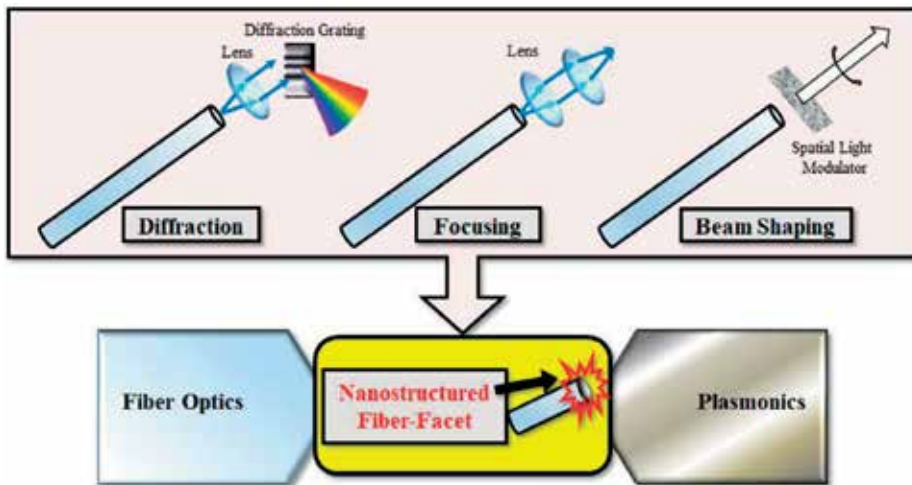 Diffraction Grating
Lens
Lens
Spatial Light
Modulator
Diffraction
Focusing
Beam Shaping
Fiber Optics
Nanostructured
Fiber-Facet
Plasmonics